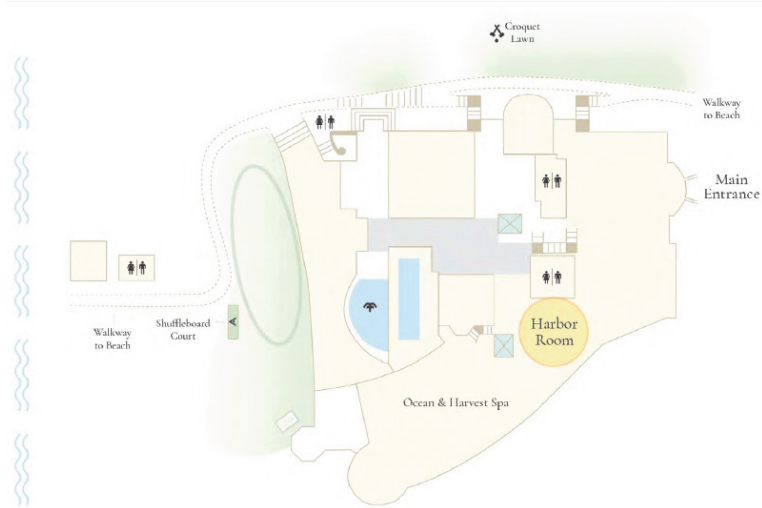 Croquet
Lawn
Walkway
to Beach
Main
Entrance
Harbor
Room
Shuffleboard
Court
Walkway
to Beach
Ocean & Harvest Spa